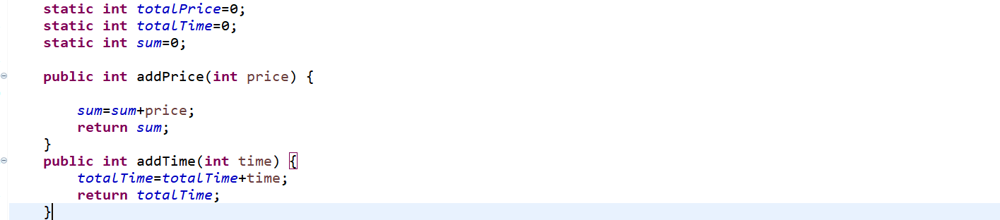 static int totalPrice=0;
static int totalTime=0;
static int sum=0;
public int addPrice(int price) {
sum=sum+price;
return sum;
}
public int addTime(int time) {
totalTime=totalTime+time;
return totalTime;
}